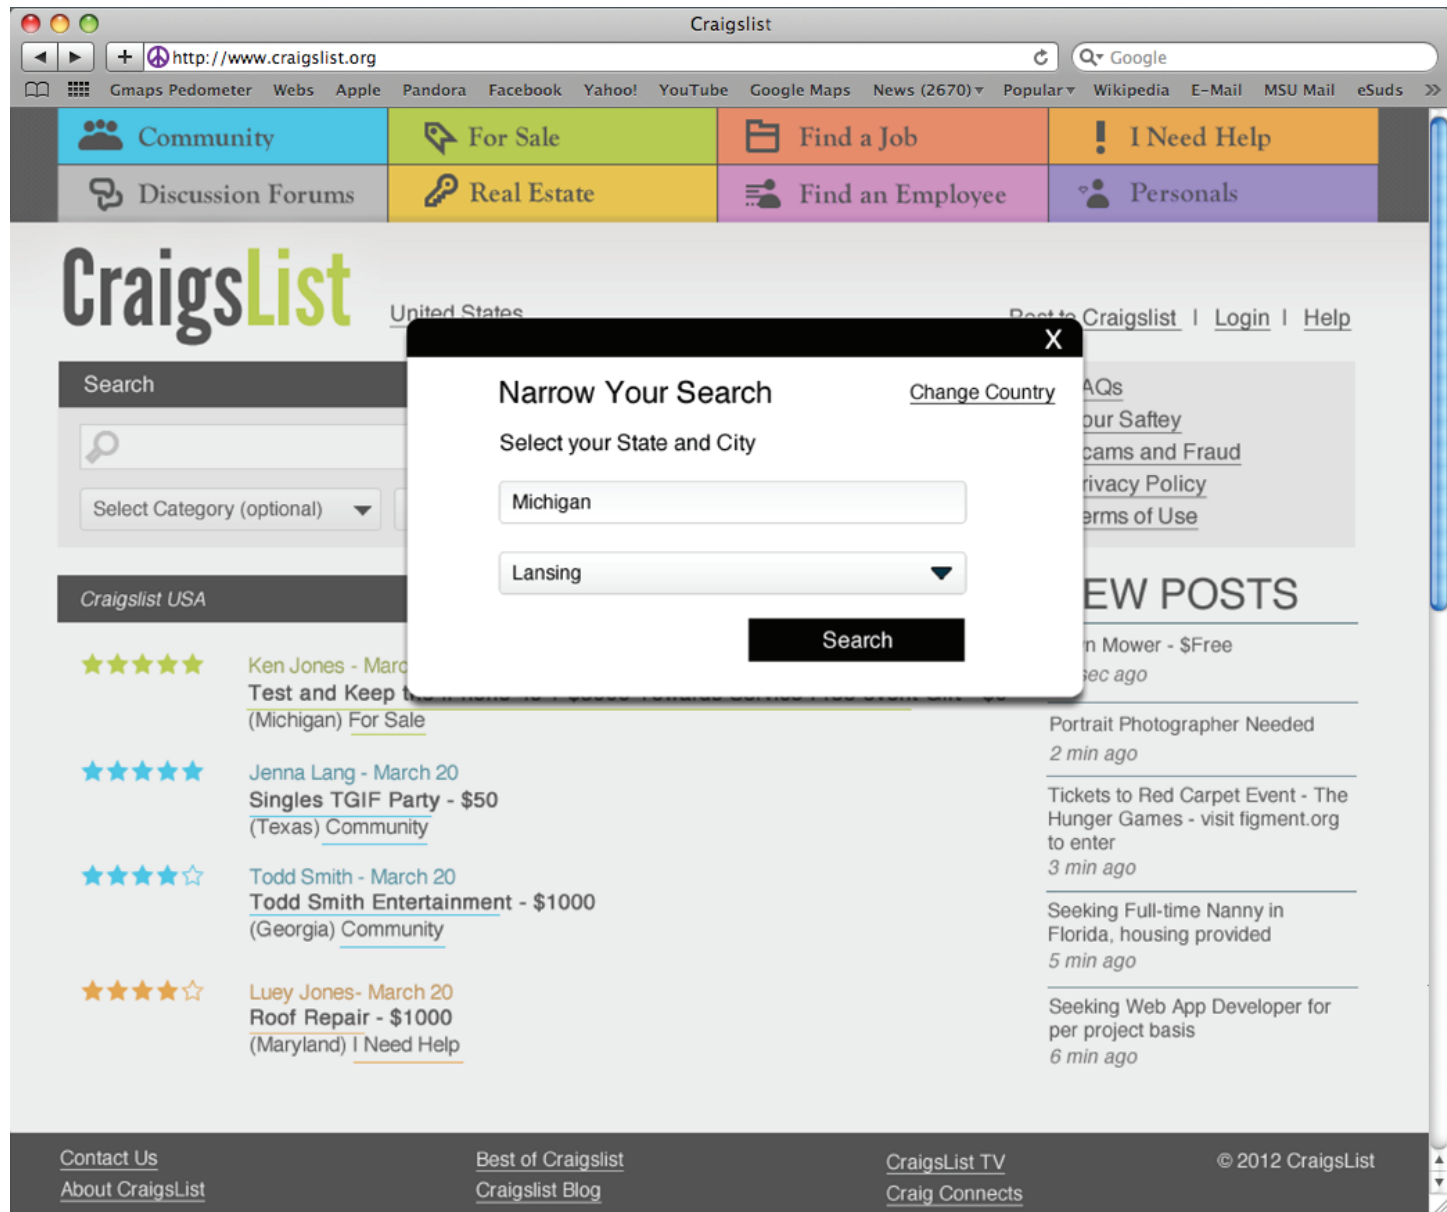 Craigslist
http://www.craigslist.org
Google
Gmaps Pedometer Webs Apple Pandora Facebook Yahoo! YouTube Google Maps News (2670) Popular Wikipedia E-Mail MSU Mail eSuds
Community For Sale Find a Job I Need Help
Discussion Forums Real Estate Find an Employee Personals
CraigsList
United States
Post to Craigslist | Login | Help
Search
Select Category (optional)
X
Narrow Your Search
Change Country
Select your State and City
Michigan
Lansing
Search
AQs
our Saftey
cams and Fraud
rivacy Policy
erms of Use
Craigslist USA
Ken Jones - Marc
Test and Keep
(Michigan) For Sale
Jenna Lang - March 20
Singles TGIF Party - $50
(Texas) Community
Todd Smith - March 20
Todd Smith Entertainment - $1000
(Georgia) Community
Luey Jones- March 20
Roof Repair - $1000
(Maryland) I Need Help
EW POSTS
n Mower - $Free
sec ago
Portrait Photographer Needed
2 min ago
Tickets to Red Carpet Event - The
Hunger Games - visit figment.org
to enter
3 min ago
Seeking Full-time Nanny in
Florida, housing provided
5 min ago
Seeking Web App Developer for
per project basis
6 min ago
Contact Us
About CraigsList
Best of Craigslist
Craigslist Blog
CraigsList TV
Craig Connects
© 2012 CraigsList